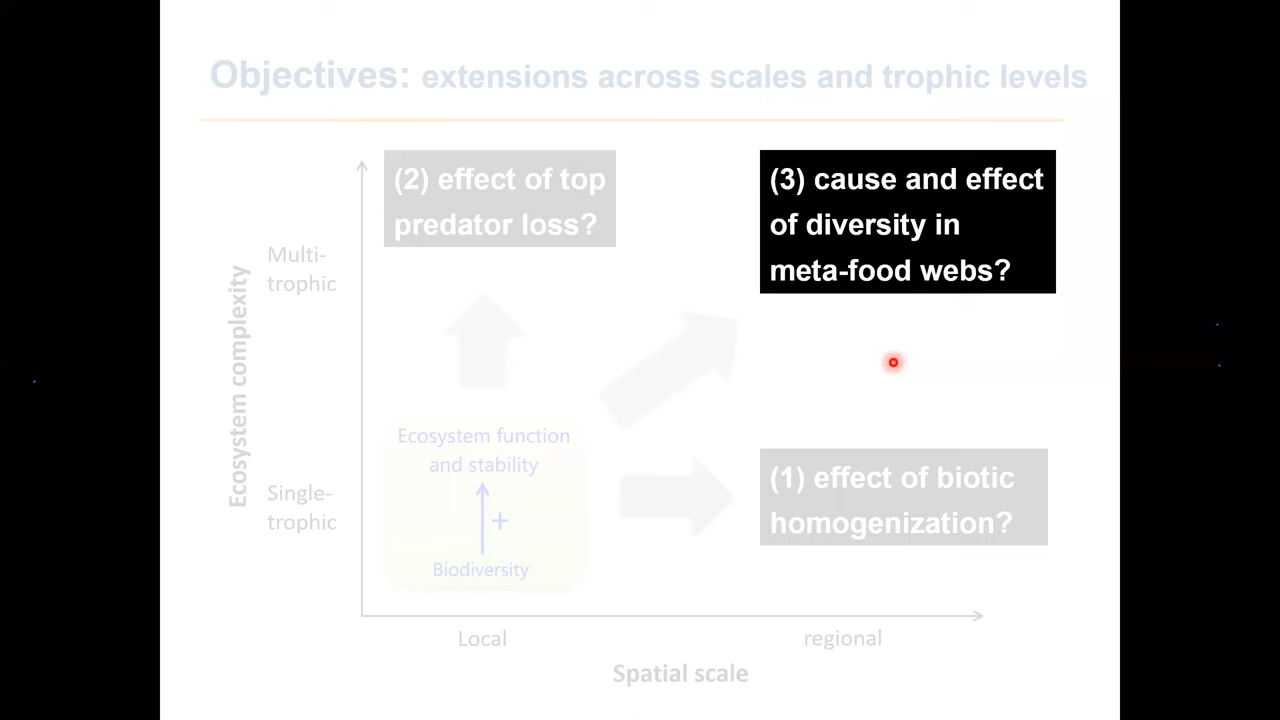 Objectives: extensions across scales and trophic levels
(2) effect of top
predator loss?
(3) cause and effect
of diversity in
meta-food webs?
Multi-
trophic
Ecosystem complexity
Ecosystem function
and stability
+
Biodiversity
Single-
trophic
(1) effect of biotic
homogenization?
Local
regional
Spatial scale